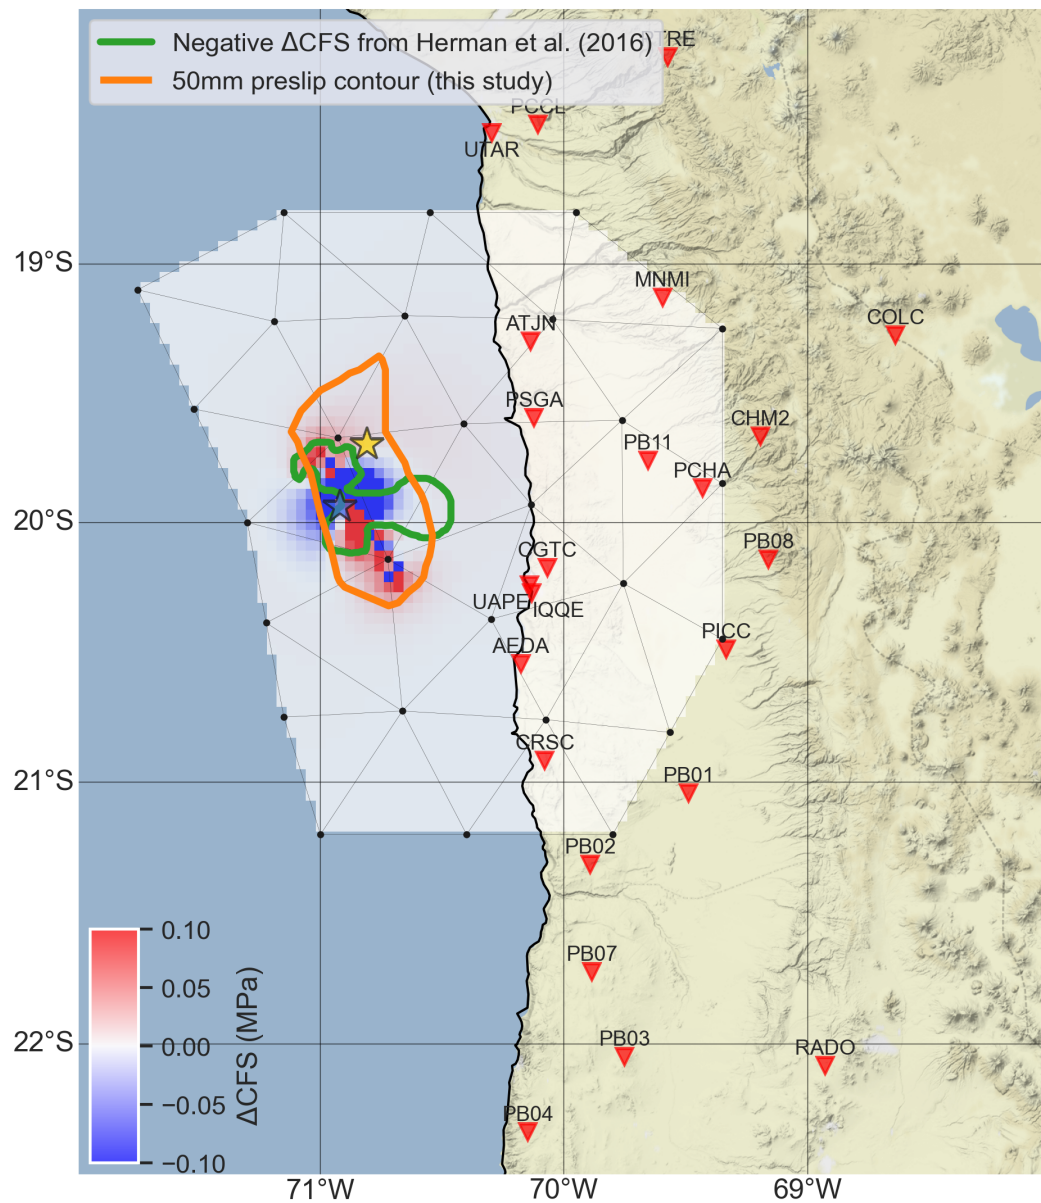 Negative ΔCFS from Herman et al. (2016)
50mm preslip contour (this study)
TRE
PCCL
UTAR
19°S
MNMI
ATJN
COLC
PSGA
CHM2
PB11
PCHA
20°S
PB08
CGTC
UAPE
IQQE
PICC
AEDA
CRSC
21°S
PB01
PB02
0.10
PB07
0.05
ΔCFS (MPa)
0.00
22°S
PB03
RADO
−0.05
PB04
−0.10
71°W
70°W
69°W